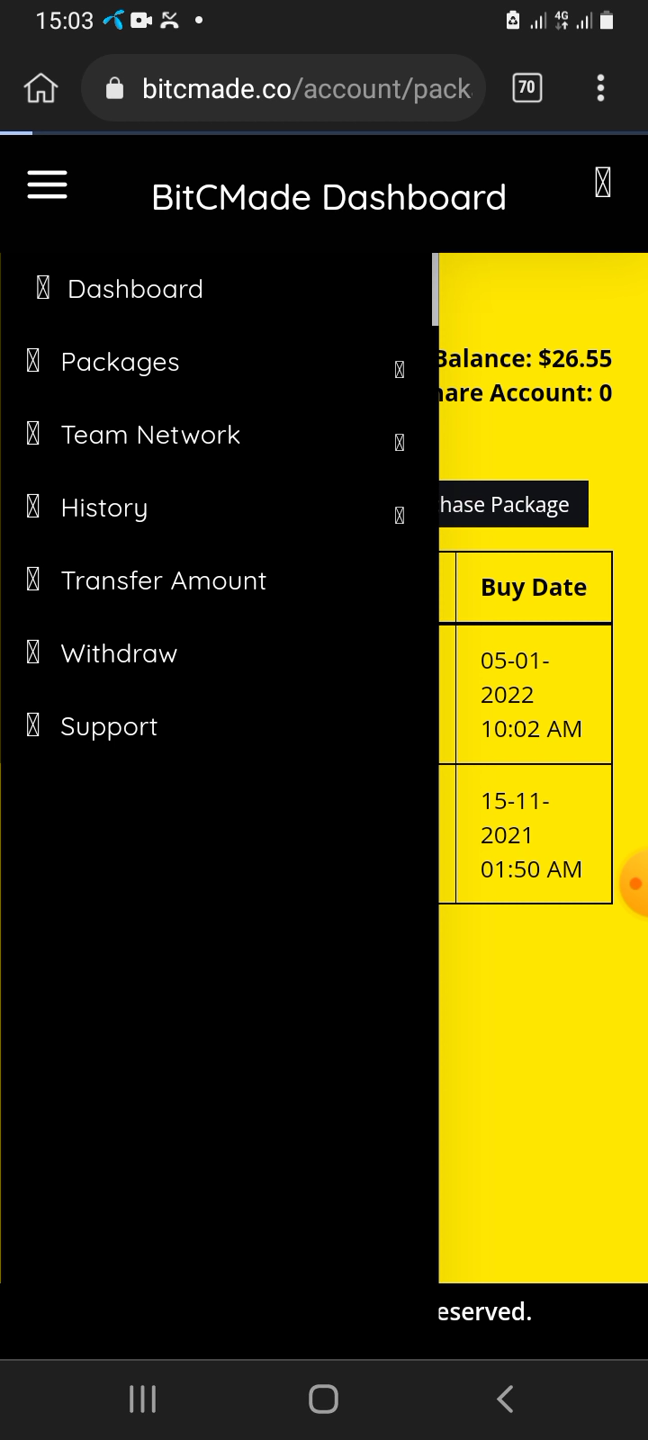 15:03
4G
bitcmade.co/account/pack
70
BitCMade Dashboard
Dashboard
Packages
Team Network
History
Transfer Amount
Withdraw
Support
Balance: $26.55
hare Account: 0
hase Package
Buy Date
05-01-
2022
10:02 AM
15-11-
2021
01:50 AM
eserved.